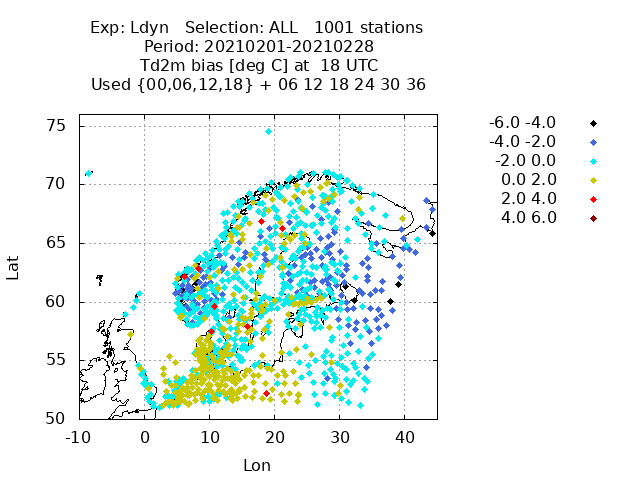 Exp: Ldyn   Selection: ALL   1001 stations
Period: 20210201-20210228
Td2m bias [deg C] at  18 UTC
Used {00,06,12,18} + 06 12 18 24 30 36
-6.0 -4.0
-4.0 -2.0
-2.0 0.0
0.0 2.0
2.0 4.0
4.0 6.0
75
70
65
60
55
50
Lat
-10 0 10 20 30 40
Lon